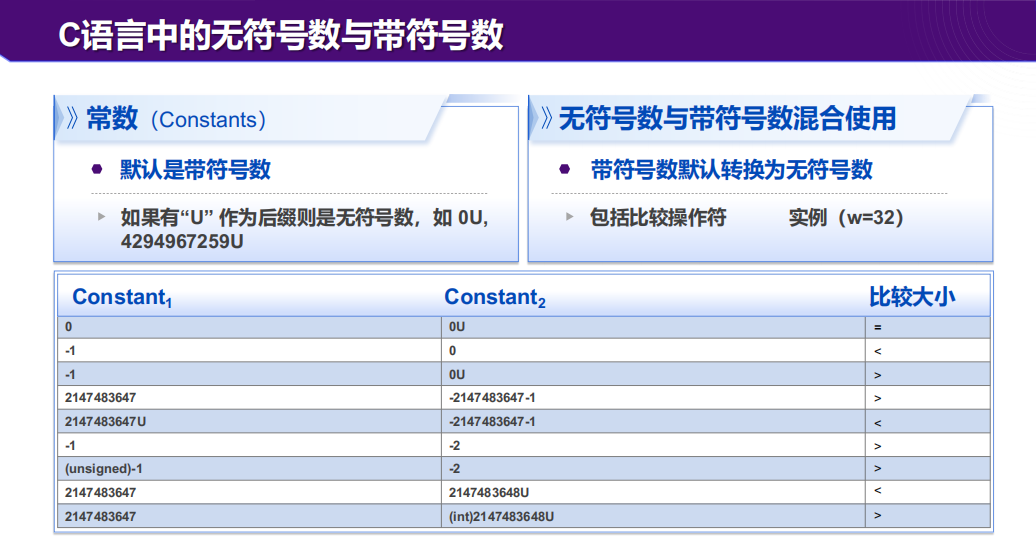 C语言中的无符号数与带符号数
常数（Constants）
默认是带符号数
如果有“U” 作为后缀则是无符号数，如 0U,
4294967259U
无符号数与带符号数混合使用
带符号数默认转换为无符号数
包括比较操作符 实例（w=32）
Constant1 Constant2 比较大小
0 0U =
-1 0 <
-1 0U >
2147483647 -2147483647-1 >
2147483647U -2147483647-1 <
-1 -2 >
(unsigned)-1 -2 >
2147483647 2147483648U <
2147483647 (int)2147483648U >